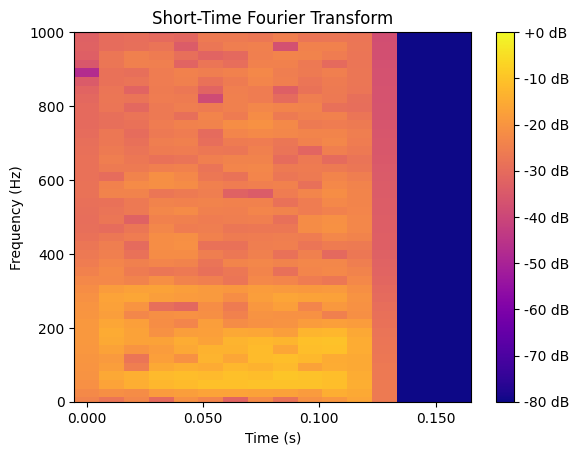 Short-Time Fourier Transform
Frequency (Hz)
1000
800
600
400
200
0
0.000
0.050
0.100
0.150
Time (s)
+0 dB
-10 dB
-20 dB
-30 dB
-40 dB
-50 dB
-60 dB
-70 dB
-80 dB